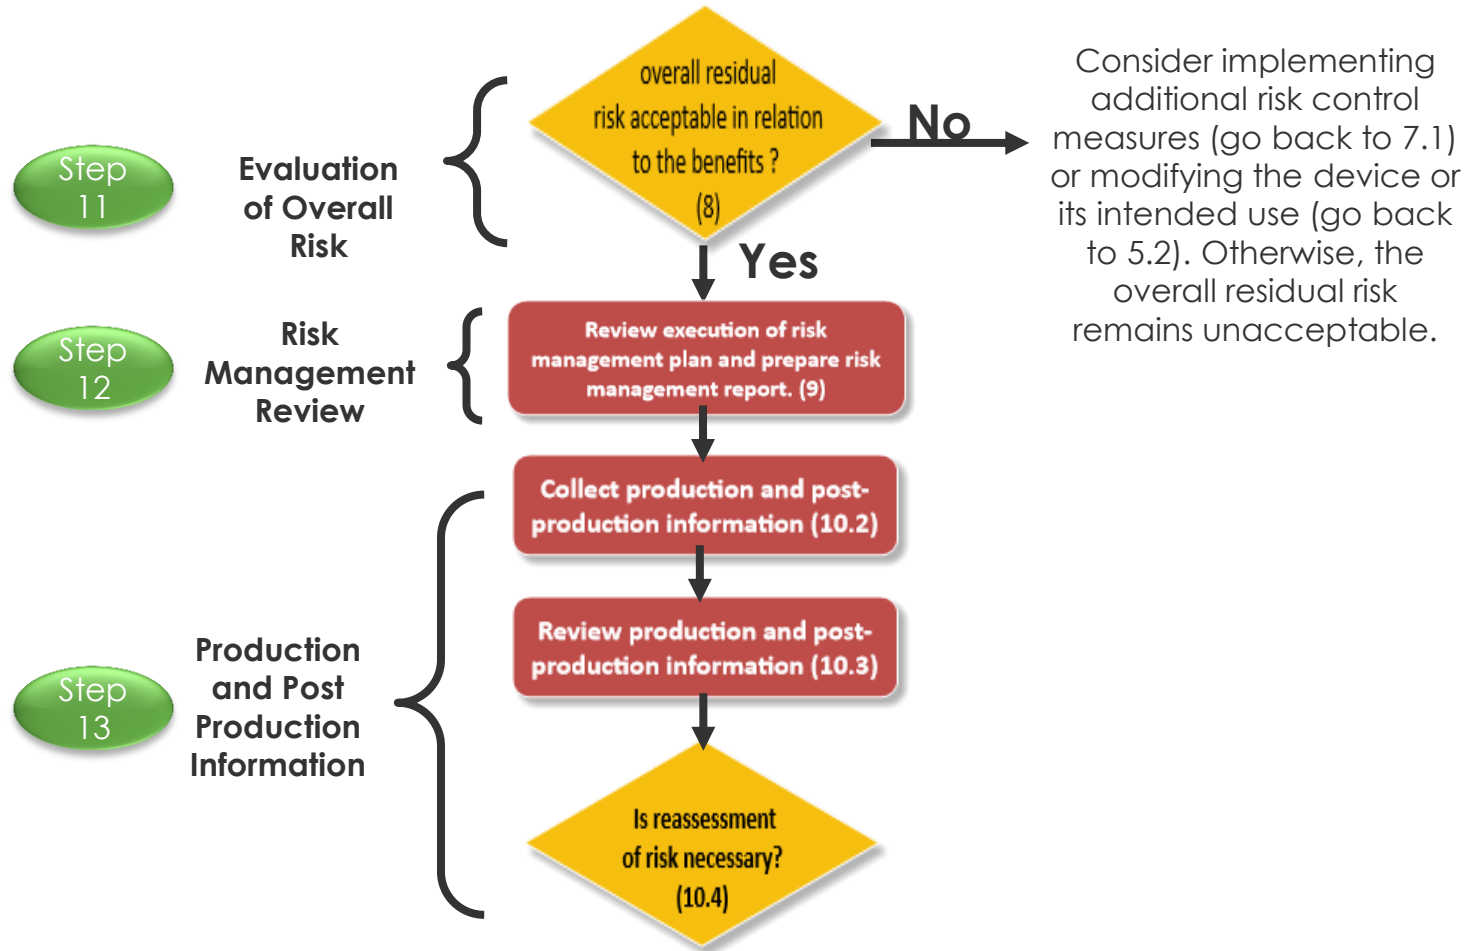 overall residual
risk acceptable in relation
to the benefits ?
(8)
No
Consider implementing
additional risk control
measures (go back to 7.1)
or modifying the device or
its intended use (go back
to 5.2). Otherwise, the
overall residual risk
remains unacceptable.
Step
11
Evaluation
of Overall
Risk
Yes
Step
12
Risk
Management
Review
Review execution of risk
management plan and prepare risk
management report. (9)
Collect production and post-
production information (10.2)
Review production and post-
production information (10.3)
Step
13
Production
and Post
Production
Information
Is reassessment
of risk necessary?
(10.4)